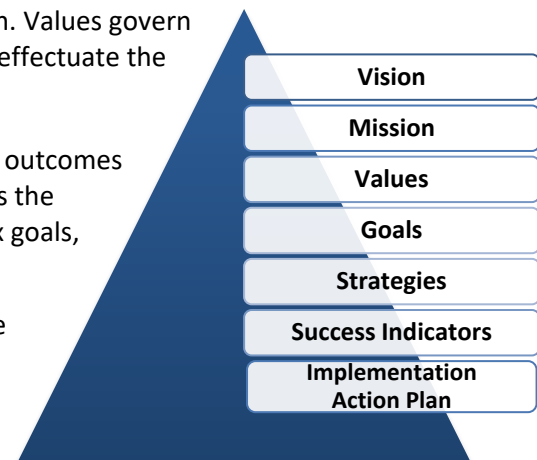 n. Values govern
effectuate the
outcomes
s the
x goals,
e
Vision
Mission
Values
Goals
Strategies
Success Indicators
Implementation
Action Plan